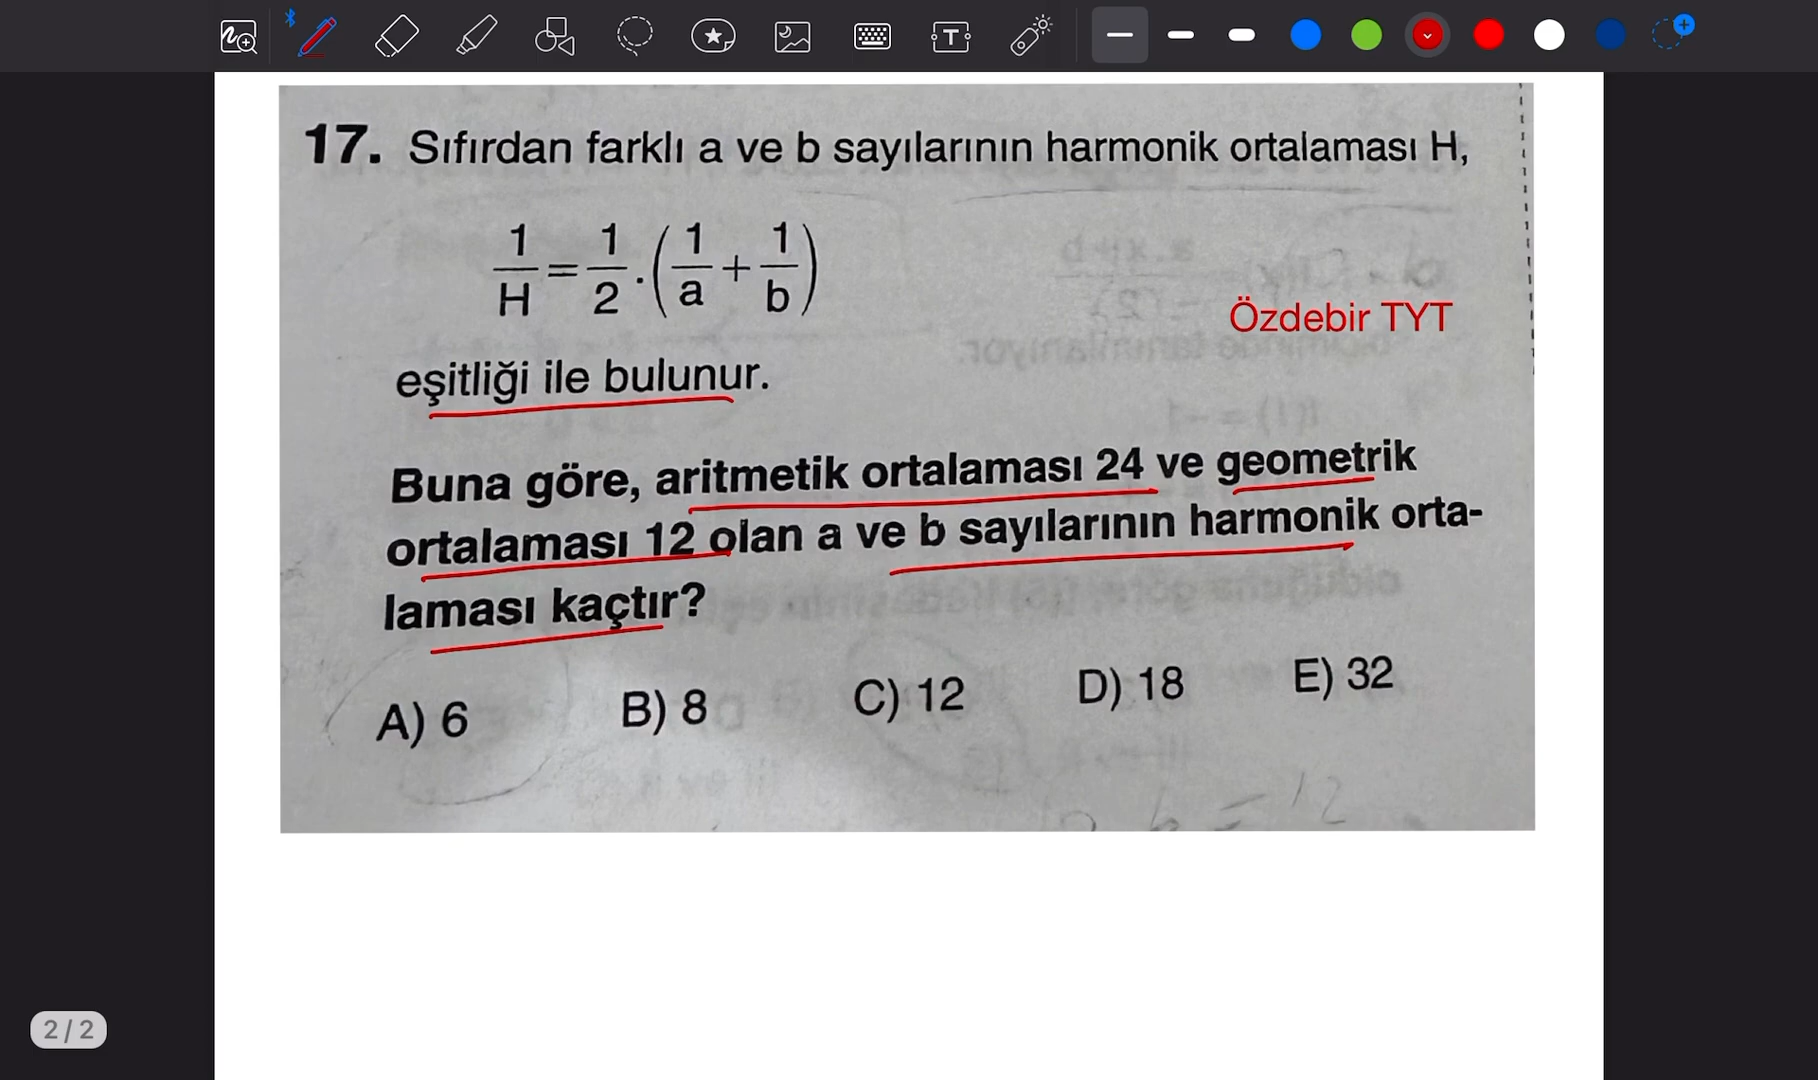 17. Sıfırdan farklı a ve b sayılarının harmonik ortalaması H,
1/H = 1/2 . (1/a + 1/b)
Özdebir TYT
eşitliği ile bulunur.
Buna göre, aritmetik ortalaması 24 ve geometrik
ortalaması 12 olan a ve b sayılarının harmonik orta-
laması kaçtır?
A) 6 B) 8 C) 12 D) 18 E) 32
2 / 2